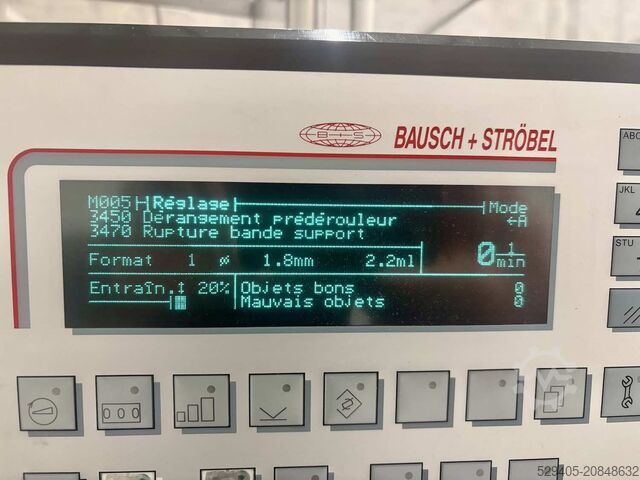 B+S
BAUSCH + STRÖBEL
M005 Réglage Mode
3450 Dérangement prédérouleur ←A
3470 Rupture bande support
Format 1 ø 1.8mm 2.2ml 0 1/min
Entraîn.↕ 20% Objets bons 0
Mauvais objets 0
ABC
JKL
STU
000
529405-20848632